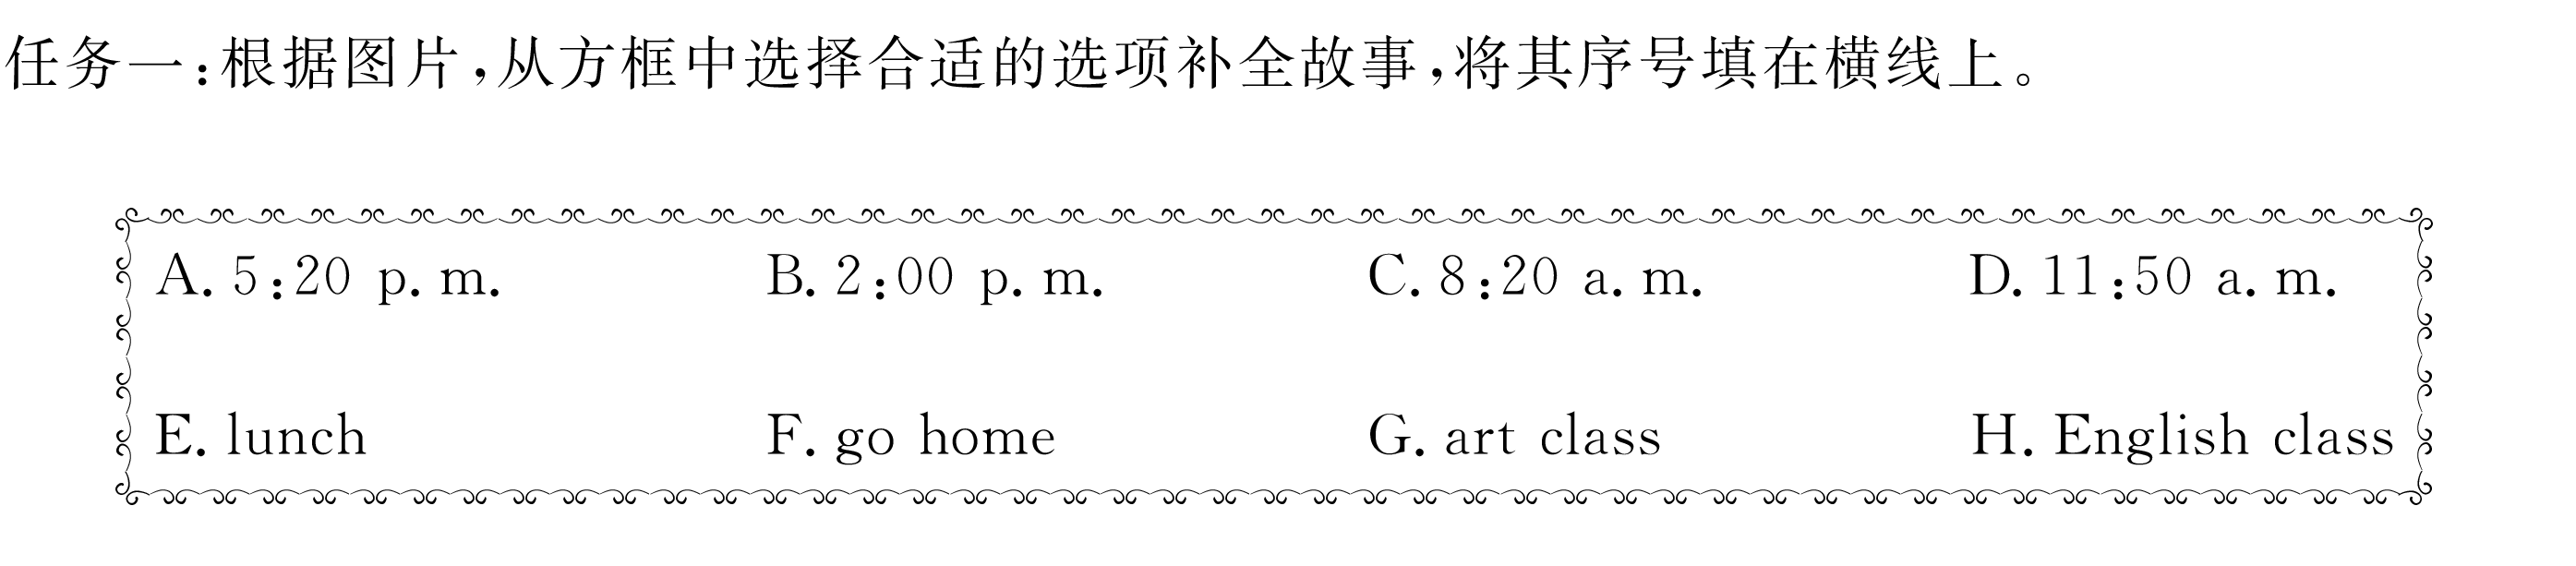 任务一:根据图片,从方框中选择合适的选项补全故事,将其序号填在横线上。
A. 5:20 p. m. B. 2:00 p. m. C. 8:20 a. m. D. 11:50 a. m.
E. lunch F. go home G. art class H. English class